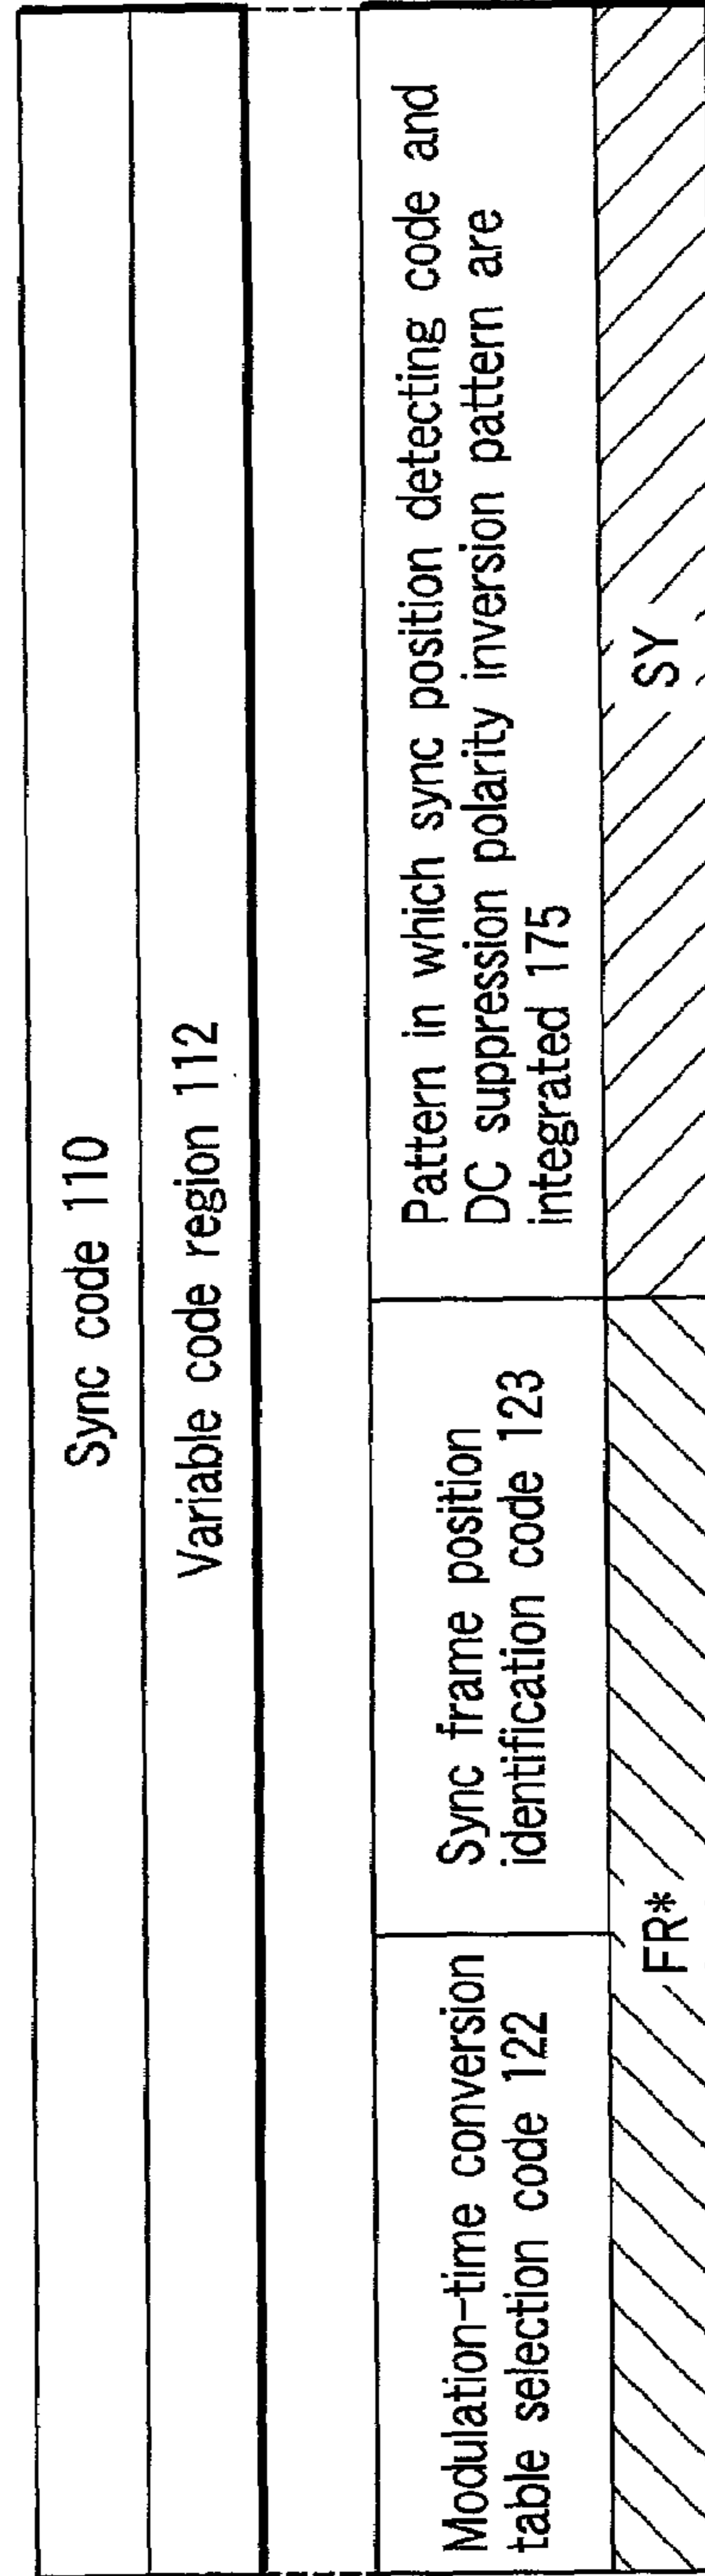 Sync code 110
Variable code region 112
Modulation-time conversion
table selection code 122
Sync frame position
identification code 123
Pattern in which sync position detecting code and
DC suppression polarity inversion pattern are
integrated 175
FR*
SY